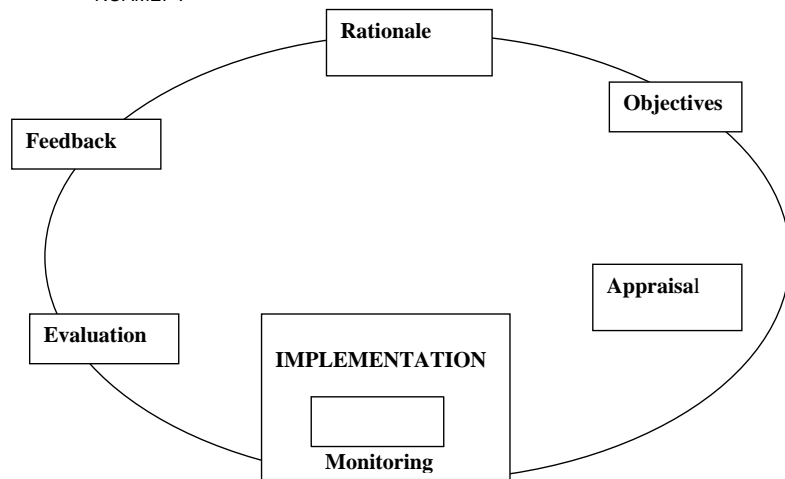 Rationale
Objectives
Feedback
Appraisal
Evaluation
IMPLEMENTATION
Monitoring